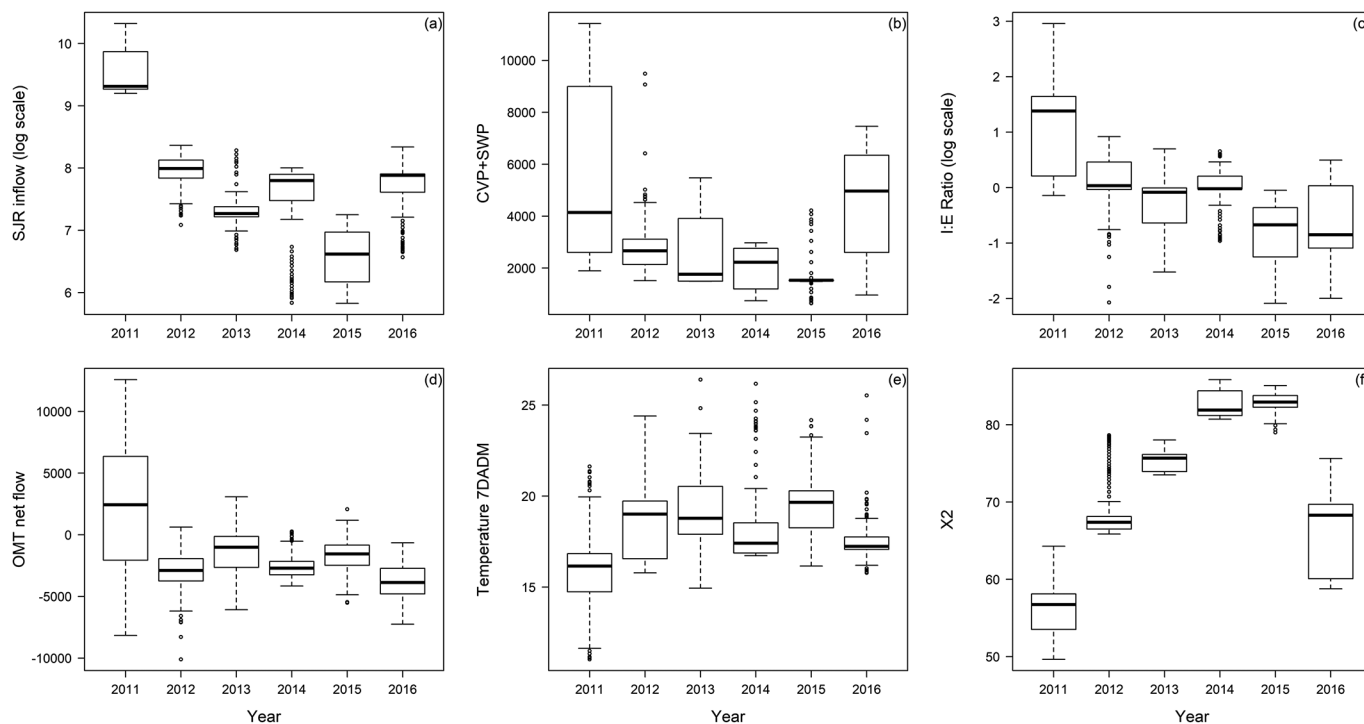 (a)
SJR inflow (log scale)
10
9
8
7
6
2011 2012 2013 2014 2015 2016
(b)
CVP+SWP
10000
8000
6000
4000
2000
2011 2012 2013 2014 2015 2016
(c
I:E Ratio (log scale)
3
2
1
0
-1
-2
2011 2012 2013 2014 2015 2016
(d)
OMT net flow
10000
5000
0
-5000
-10000
2011 2012 2013 2014 2015 2016
Year
(e)
Temperature 7DADM
25
20
15
2011 2012 2013 2014 2015 2016
Year
(f
X2
80
70
60
50
2011 2012 2013 2014 2015 2016
Year